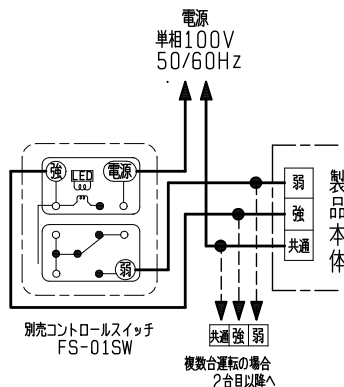 電源
単相100V
50/60Hz
強
LED
電源
弱
弱
強
共通
製品本体
共通
強
弱
別売コントロールスイッチ
FS-01SW
複数台運転の場合
2台目以降へ